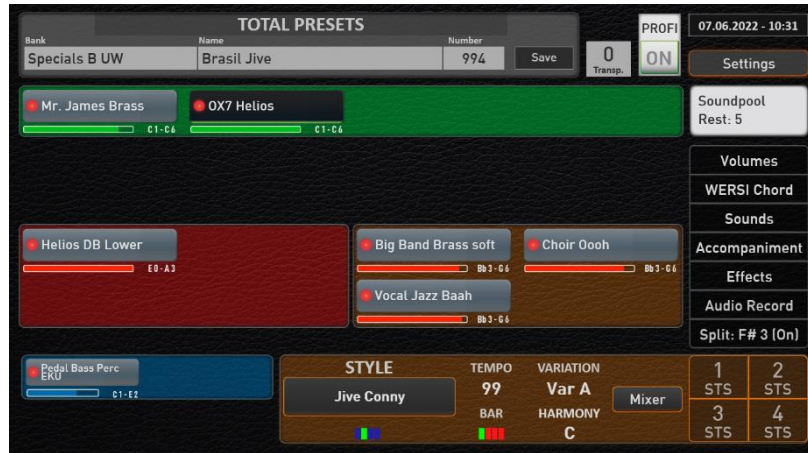 TOTAL PRESETS
PROFI
07.06.2022 - 10:31
Bank
Name
Number
Specials B UW
Brasil Jive
994
Save
0
Transp.
ON
Settings
Mr. James Brass
OX7 Helios
C1-C6
C1-C6
Soundpool
Rest: 5
Volumes
WERSI Chord
Sounds
Helios DB Lower
Big Band Brass soft
Choir Oooh
Accompaniment
E0-A3
Bb3-G6
Bb3-G6
Effects
Vocal Jazz Baah
Audio Record
Bb3-G6
Split: F# 3 (On)
Pedal Bass Perc
EKU
C1-E2
STYLE
TEMPO
VARIATION
Jive Conny
99
Var A
Mixer
BAR
HARMONY
C
1
STS
2
STS
3
STS
4
STS